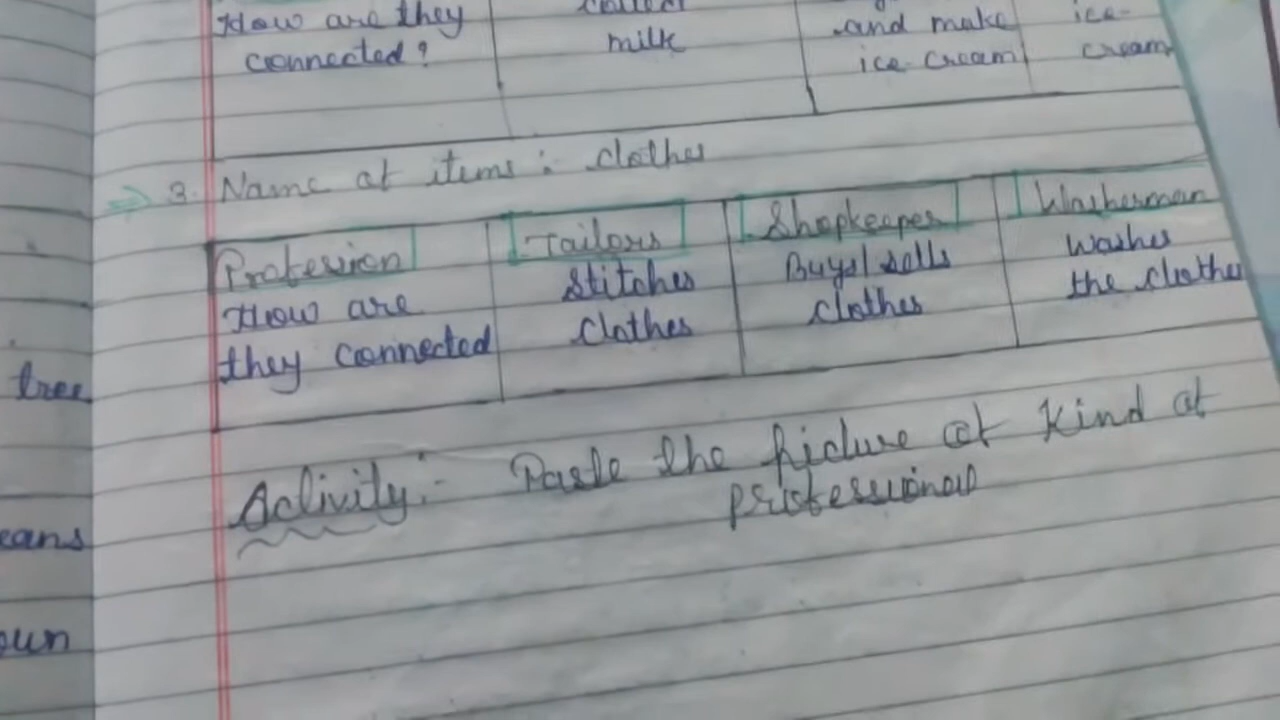 How are they connected?
collect milk
and make ice cream
ice-cream
⇒ 3. Name of items : clothes
Profession | Tailors | Shopkeeper | Washerman
How are they connected | Stitches clothes | Buys/sells clothes | washes the clothes
Activity:- Paste the picture of kind of
professional
tree
eans
oun